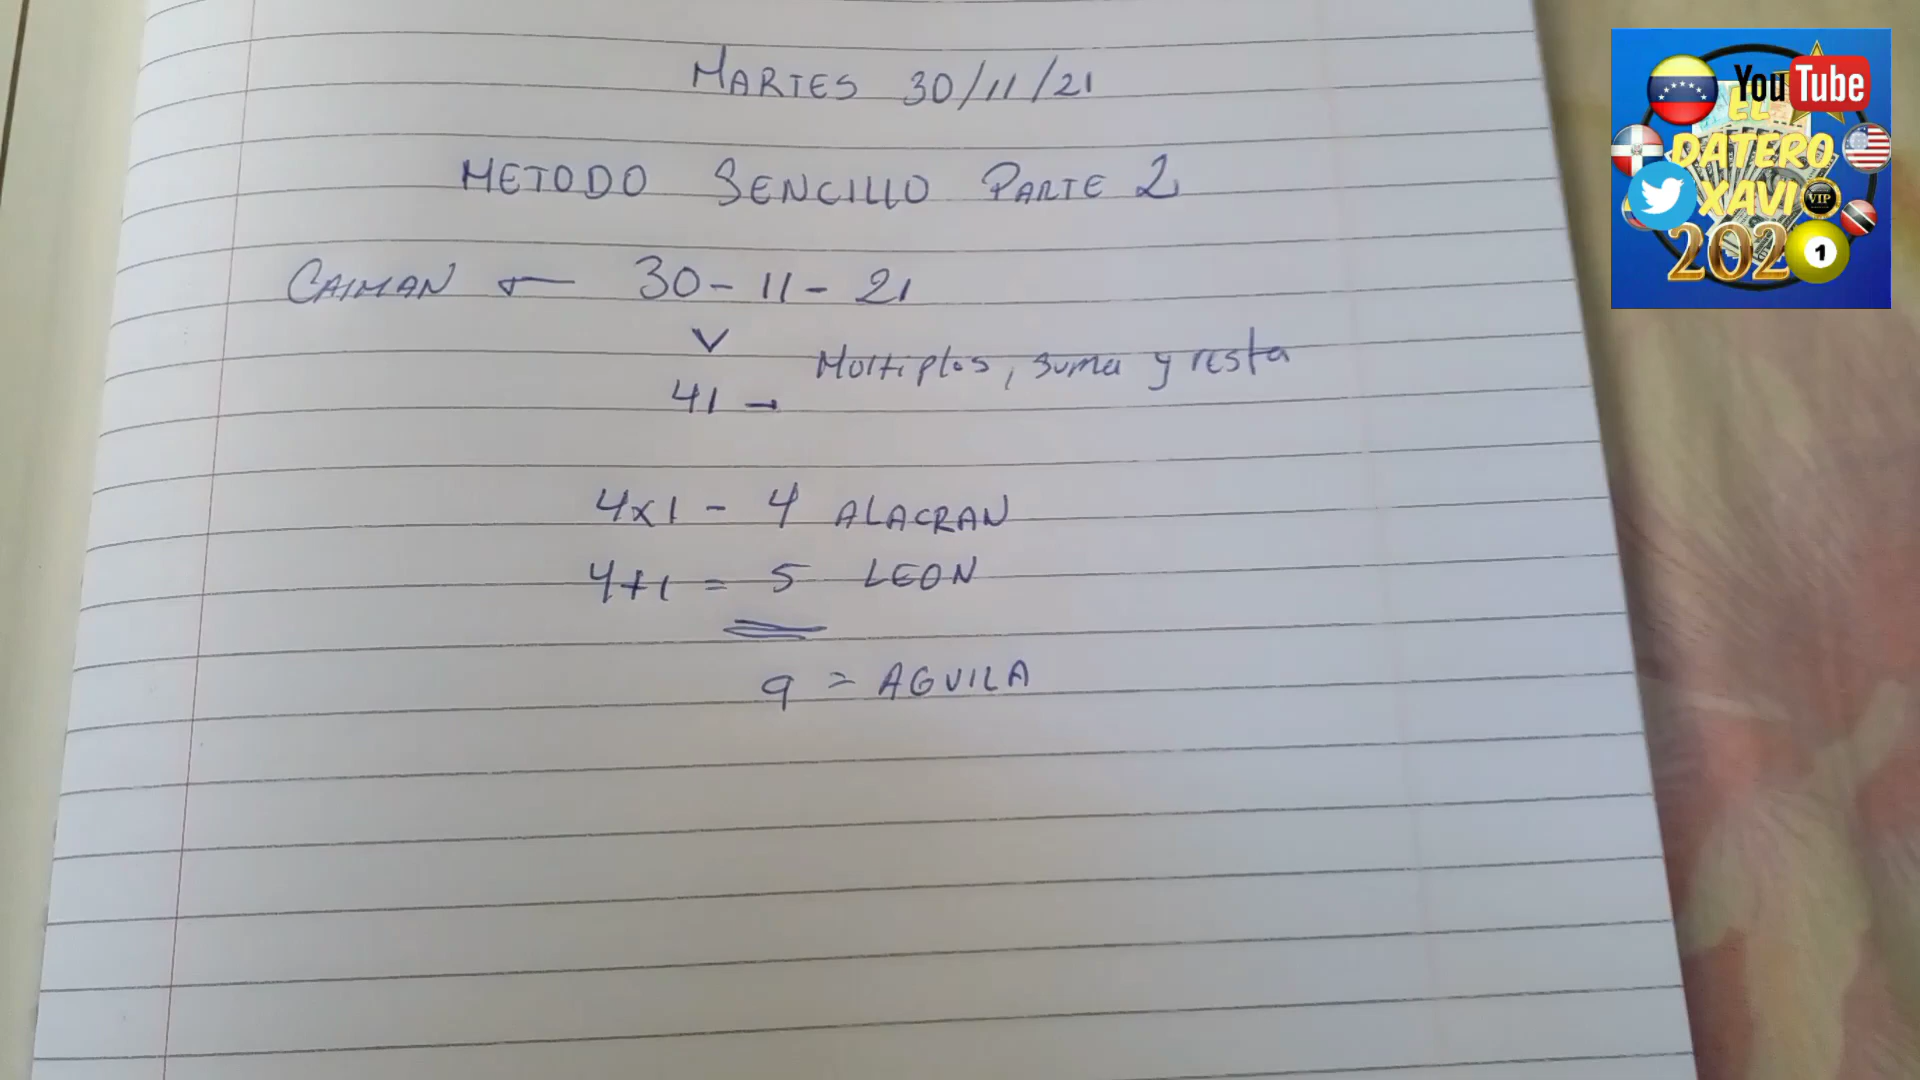 MARTES 30/11/21
METODO SENCILLO PARTE 2
CAIMAN ← 30-11-21
V
Multiplos, suma y resta
41 →
4x1 - 4 ALACRAN
4+1 = 5 LEON
9 = AGUILA
YouTube
EL
DATERO
XAVI
VIP
2021